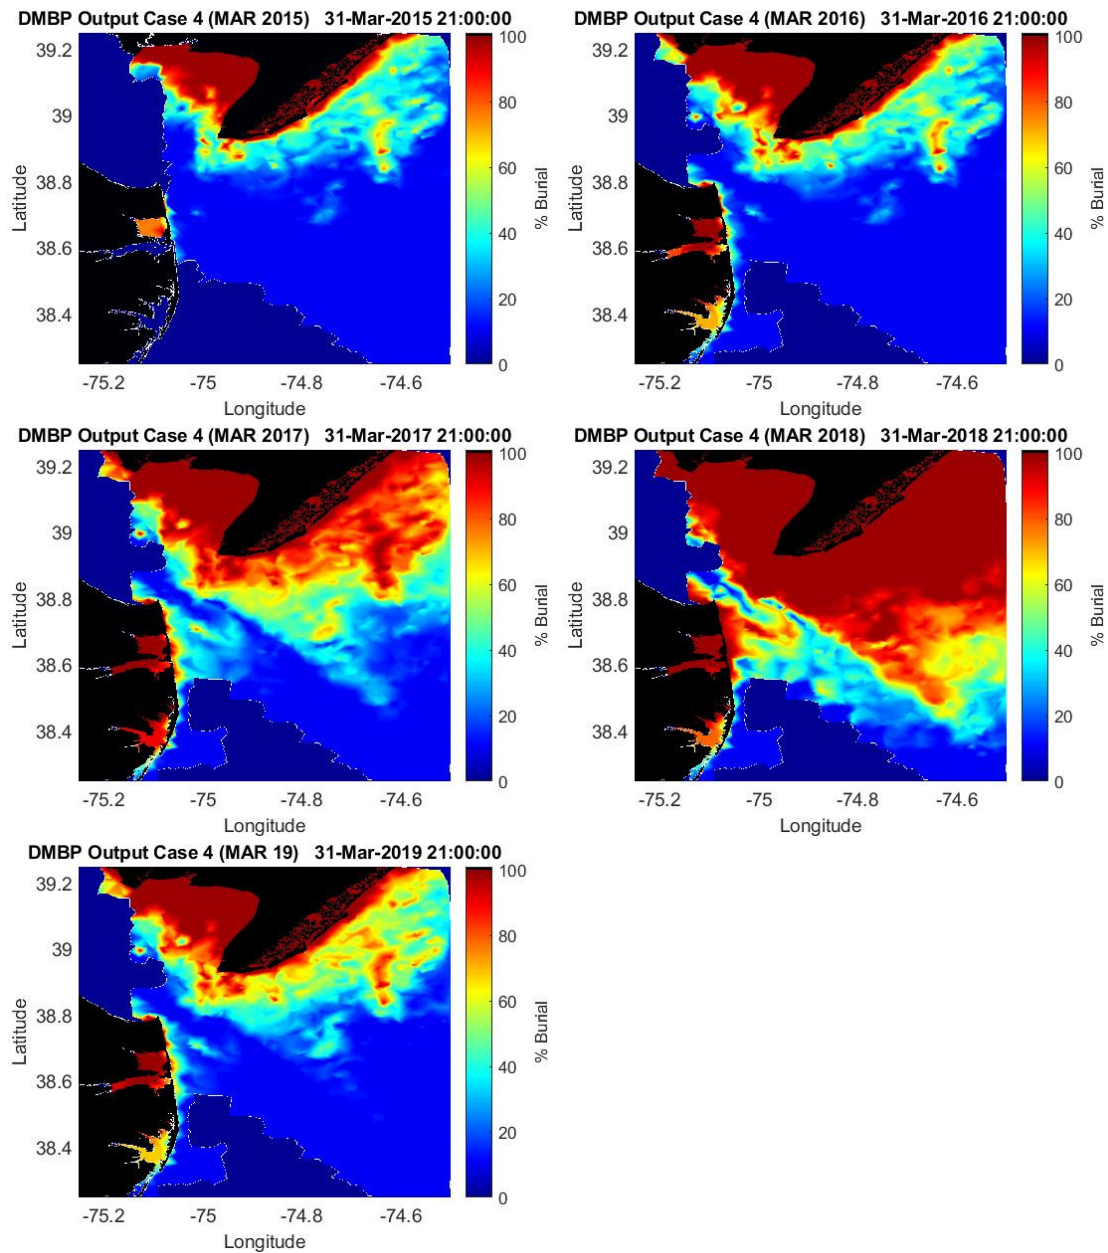 DMBP Output Case 4 (MAR 2015) 31-Mar-2015 21:00:00
39.2
39
38.8
38.6
38.4
Latitude
-75.2 -75 -74.8 -74.6
Longitude
100
80
60
40
20
0
% Burial
DMBP Output Case 4 (MAR 2016) 31-Mar-2016 21:00:00
39.2
39
38.8
38.6
38.4
Latitude
-75.2 -75 -74.8 -74.6
Longitude
100
80
60
40
20
0
% Burial
DMBP Output Case 4 (MAR 2017) 31-Mar-2017 21:00:00
39.2
39
38.8
38.6
38.4
Latitude
-75.2 -75 -74.8 -74.6
Longitude
100
80
60
40
20
0
% Burial
DMBP Output Case 4 (MAR 2018) 31-Mar-2018 21:00:00
39.2
39
38.8
38.6
38.4
Latitude
-75.2 -75 -74.8 -74.6
Longitude
100
80
60
40
20
0
% Burial
DMBP Output Case 4 (MAR 19) 31-Mar-2019 21:00:00
39.2
39
38.8
38.6
38.4
Latitude
-75.2 -75 -74.8 -74.6
Longitude
100
80
60
40
20
0
% Burial